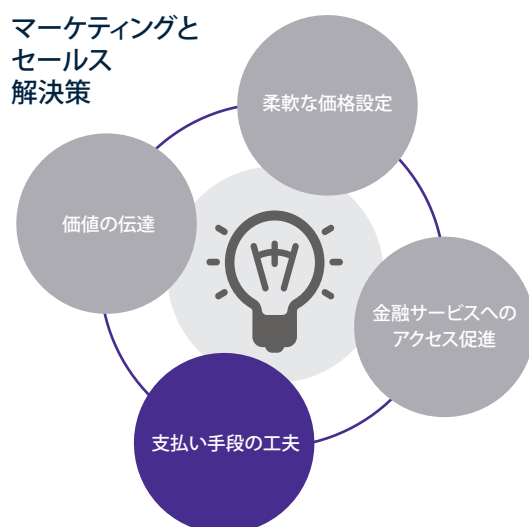 マーケティングと
セールス
解決策
柔軟な価格設定
価値の伝達
金融サービスへの
アクセス促進
支払い手段の工夫